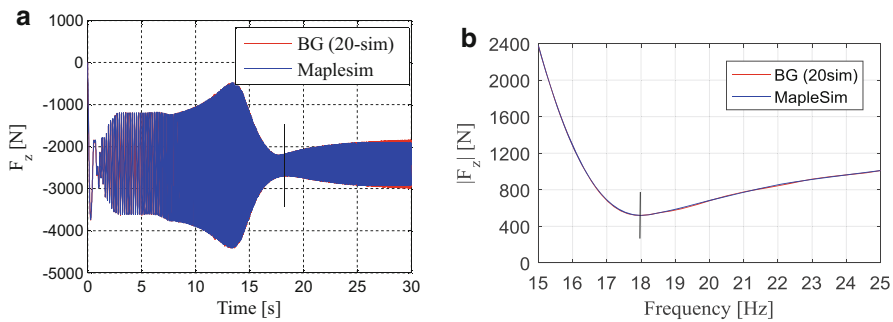 a
1000
0
-1000
-2000
-3000
-4000
-5000
F_z [N]
BG (20-sim)
Maplesim
0 5 10 15 20 25 30
Time [s]
b
2400
2000
1600
1200
800
400
0
|F_z| [N]
BG (20sim)
MapleSim
15 16 17 18 19 20 21 22 23 24 25
Frequency [Hz]